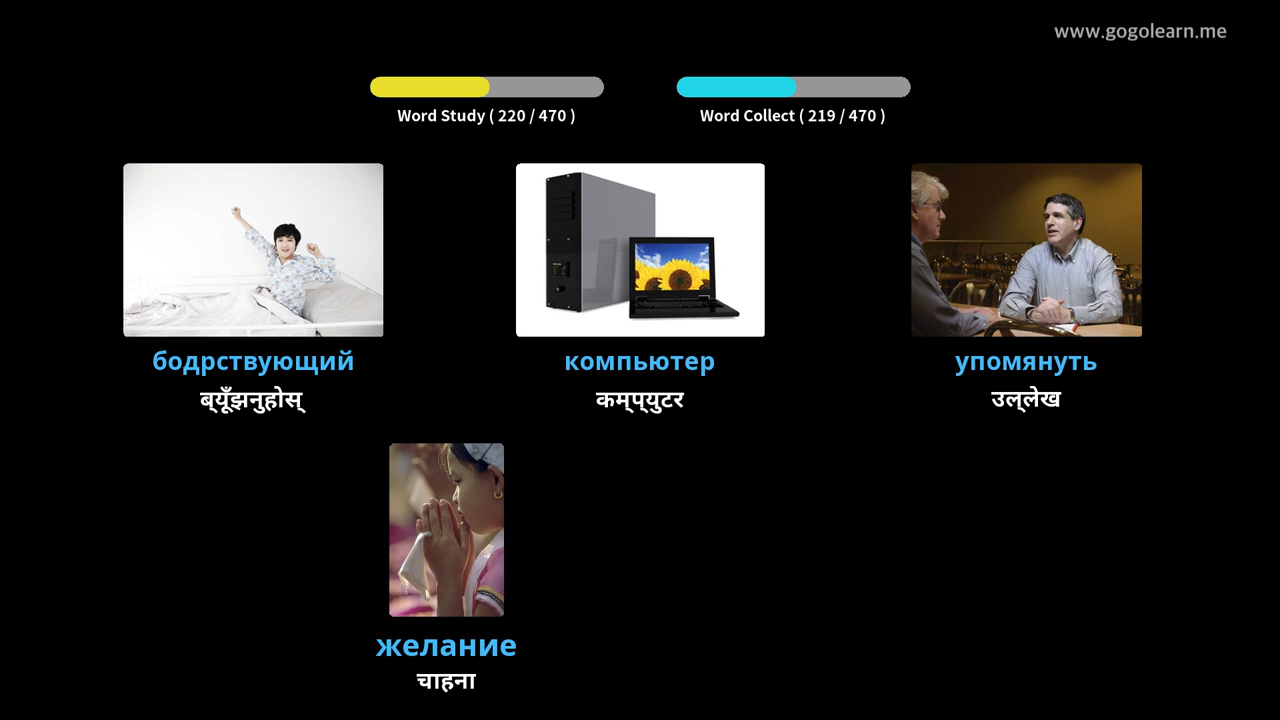 www.gogolearn.me
Word Study ( 220 / 470 )
Word Collect ( 219 / 470 )
бодрствующий
компьютер
упомянуть
ब्यूँझनुहोस्
कम्प्युटर
उल्लेख
желание
चाहना